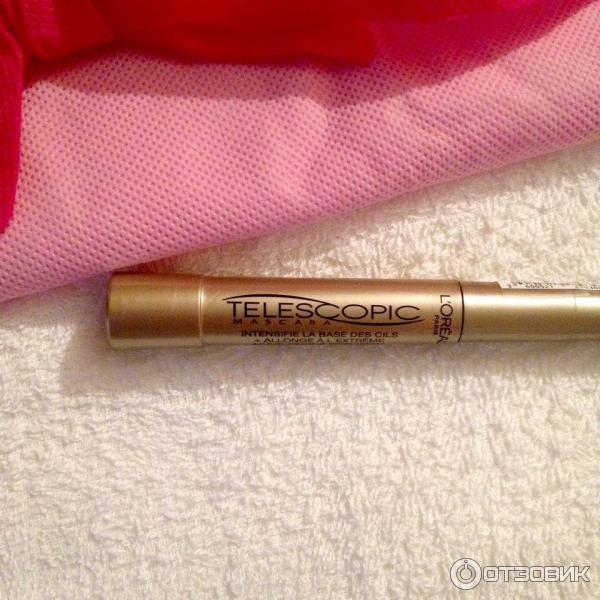 TELESCOPIC
MASCARA
INTENSIFIE LA BASE DES CILS
+ ALLONGE À L'EXTRÊME
L'ORÉAL
PARIS
ОТЗОВИК